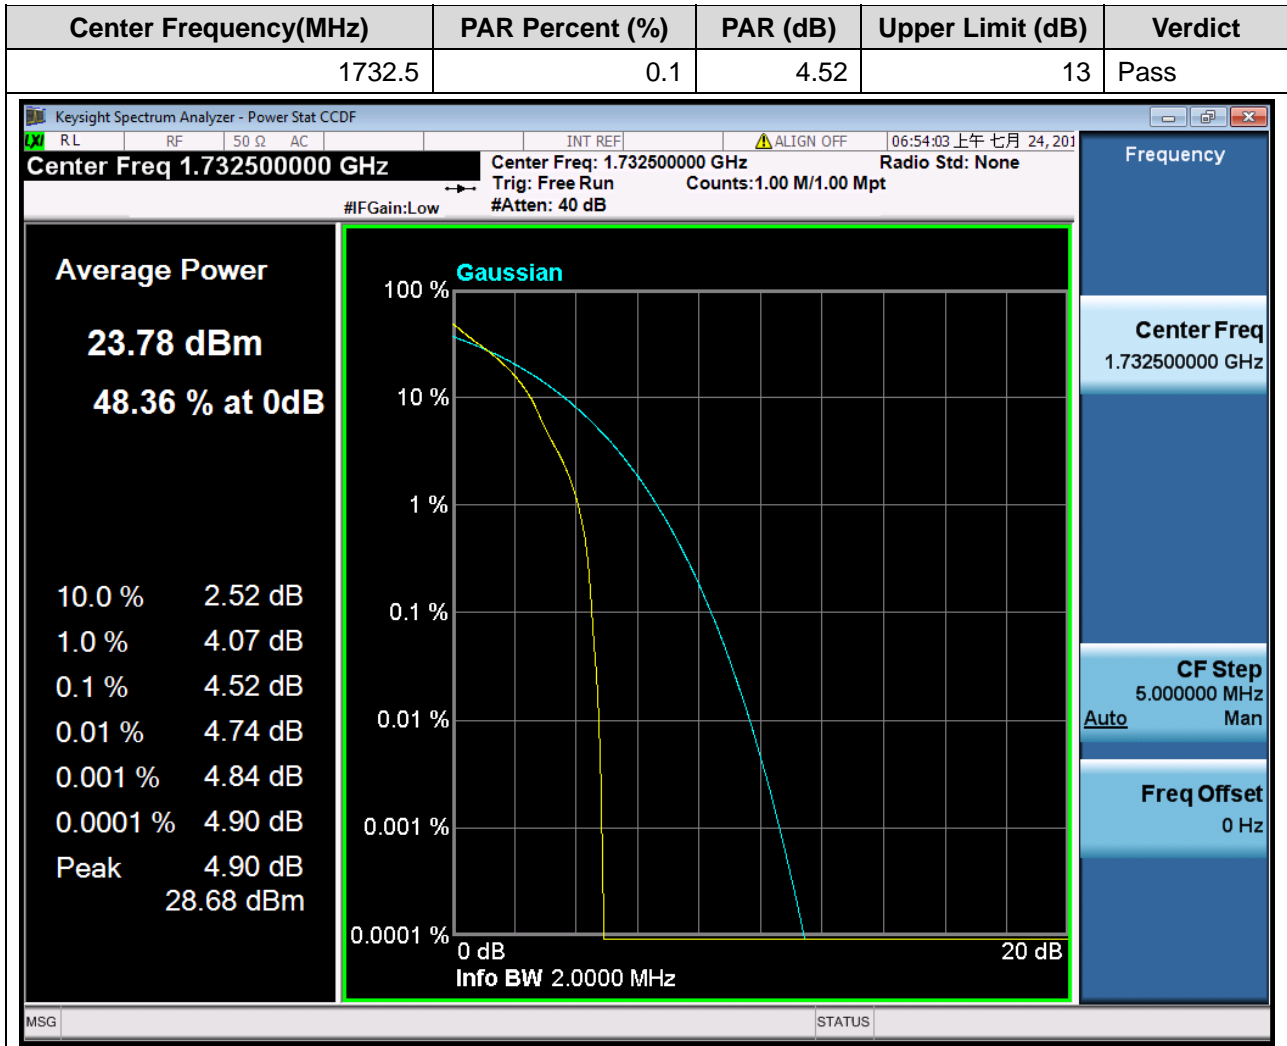 Center Frequency(MHz) PAR Percent (%) PAR (dB) Upper Limit (dB) Verdict
1732.5 0.1 4.52 13 Pass
Keysight Spectrum Analyzer - Power Stat CCDF
LXI RL RF 50 Ω AC INT REF ALIGN OFF 06:54:03 上午 七月 24, 201
Center Freq 1.732500000 GHz
Center Freq: 1.732500000 GHz Radio Std: None
Trig: Free Run Counts:1.00 M/1.00 Mpt
#IFGain:Low #Atten: 40 dB
Average Power
23.78 dBm
48.36 % at 0dB
10.0 % 2.52 dB
1.0 % 4.07 dB
0.1 % 4.52 dB
0.01 % 4.74 dB
0.001 % 4.84 dB
0.0001 % 4.90 dB
Peak 4.90 dB
28.68 dBm
Gaussian
100 %
10 %
1 %
0.1 %
0.01 %
0.001 %
0.0001 %
0 dB 20 dB
Info BW 2.0000 MHz
Frequency
Center Freq
1.732500000 GHz
CF Step
5.000000 MHz
Auto Man
Freq Offset
0 Hz
MSG STATUS